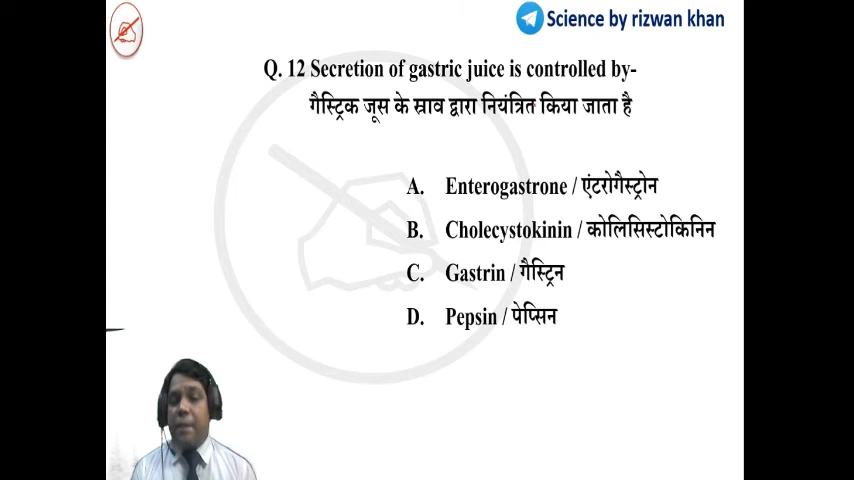 Science by rizwan khan
Q. 12 Secretion of gastric juice is controlled by-
गैस्ट्रिक जूस के स्राव द्वारा नियंत्रित किया जाता है
A. Enterogastrone / एंटरोगैस्ट्रोन
B. Cholecystokinin / कोलिसिस्टोकिनिन
C. Gastrin / गैस्ट्रिन
D. Pepsin / पेप्सिन